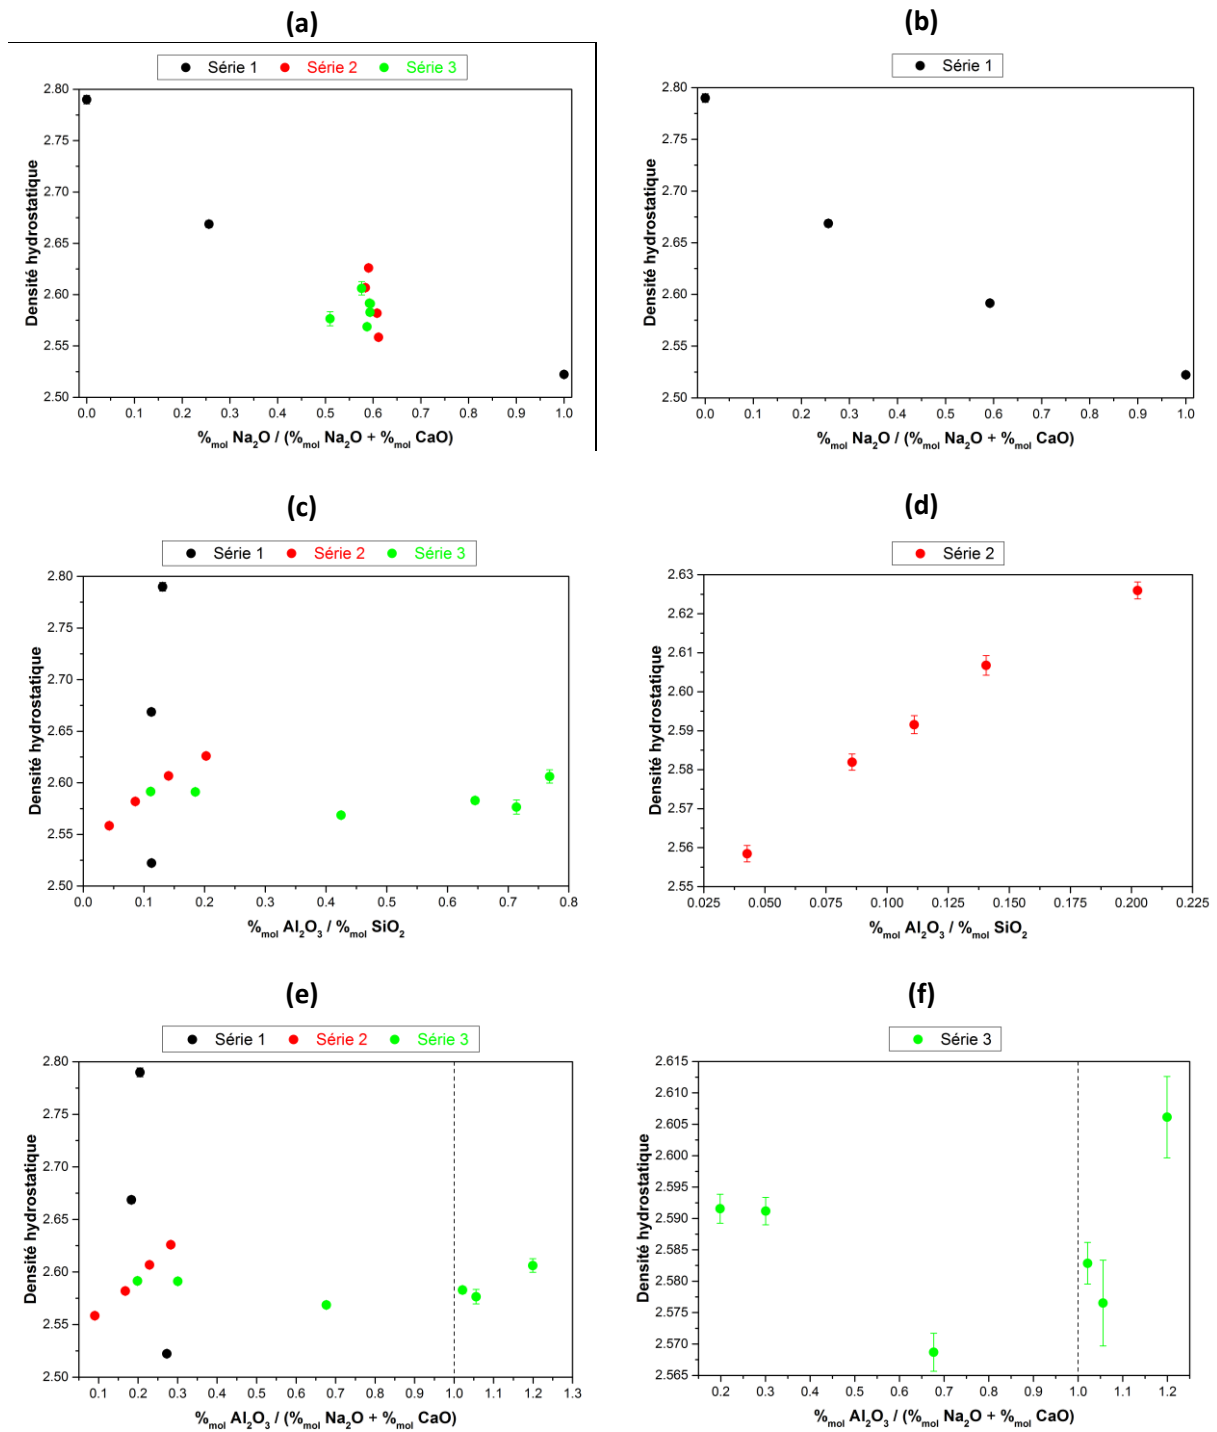 (a)
Série 1 Série 2 Série 3
2.80
2.75
2.70
2.65
2.60
2.55
2.50
Densité hydrostatique
0.0 0.1 0.2 0.3 0.4 0.5 0.6 0.7 0.8 0.9 1.0
%mol Na2O / (%mol Na2O + %mol CaO)
(b)
Série 1
2.80
2.75
2.70
2.65
2.60
2.55
2.50
Densité hydrostatique
0.0 0.1 0.2 0.3 0.4 0.5 0.6 0.7 0.8 0.9 1.0
%mol Na2O / (%mol Na2O + %mol CaO)
(c)
Série 1 Série 2 Série 3
2.80
2.75
2.70
2.65
2.60
2.55
2.50
Densité hydrostatique
0.0 0.1 0.2 0.3 0.4 0.5 0.6 0.7 0.8
%mol Al2O3 / %mol SiO2
(d)
Série 2
2.63
2.62
2.61
2.60
2.59
2.58
2.57
2.56
2.55
Densité hydrostatique
0.025 0.050 0.075 0.100 0.125 0.150 0.175 0.200 0.225
%mol Al2O3 / %mol SiO2
(e)
Série 1 Série 2 Série 3
2.80
2.75
2.70
2.65
2.60
2.55
2.50
Densité hydrostatique
0.1 0.2 0.3 0.4 0.5 0.6 0.7 0.8 0.9 1.0 1.1 1.2 1.3
%mol Al2O3 / (%mol Na2O + %mol CaO)
(f)
Série 3
2.615
2.610
2.605
2.600
2.595
2.590
2.585
2.580
2.575
2.570
2.565
Densité hydrostatique
0.2 0.3 0.4 0.5 0.6 0.7 0.8 0.9 1.0 1.1 1.2
%mol Al2O3 / (%mol Na2O + %mol CaO)